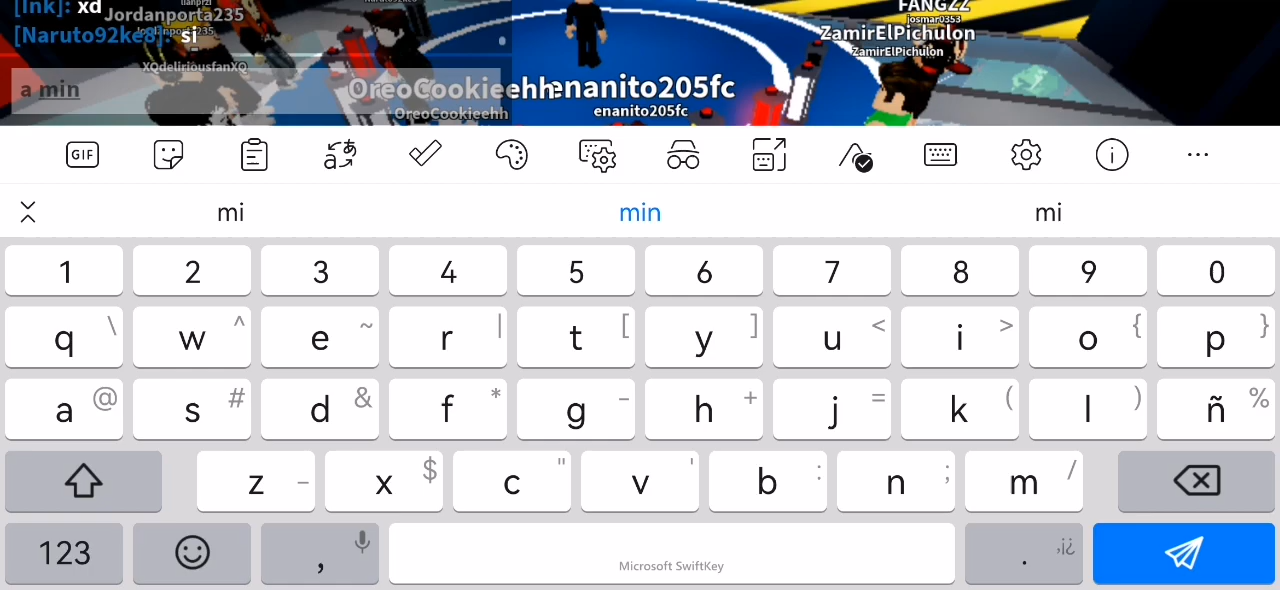 [Ink]: xd
Jordanporta235
[Naruto92ke8]: si
XQdeliriousfanXQ
a min
OreoCookieehh
OreoCookieehh
enanito205fc
enanito205fc
FANGZZ
josmar0353
ZamirElPichulon
ZamirElPichulon
GIF
mi min mi
1 2 3 4 5 6 7 8 9 0
q \ w ^ e ~ r | t [ y ] u < i > o { p }
a @ s # d & f * g - h + j = k ( l ) ñ %
z _ x $ c " v ' b : n ; m /
123 , Microsoft SwiftKey . ,¡¿